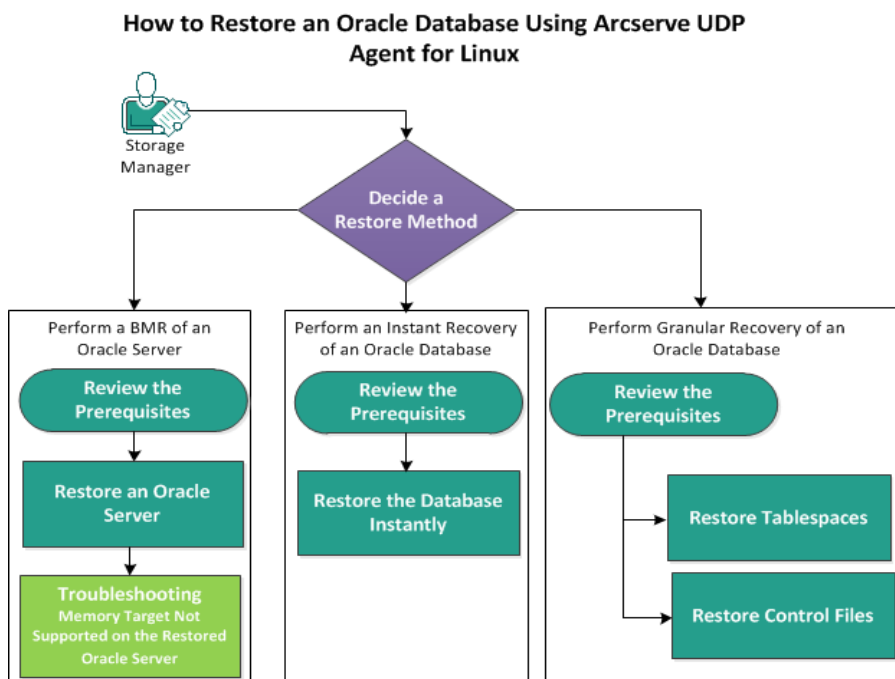 How to Restore an Oracle Database Using Arcserve UDP
Agent for Linux
Storage
Manager
Decide a
Restore Method
Perform a BMR of an
Oracle Server
Review the
Prerequisites
Restore an Oracle
Server
Troubleshooting
Memory Target Not
Supported on the Restored
Oracle Server
Perform an Instant Recovery
of an Oracle Database
Review the
Prerequisites
Restore the Database
Instantly
Perform Granular Recovery of an
Oracle Database
Review the
Prerequisites
Restore Tablespaces
Restore Control Files